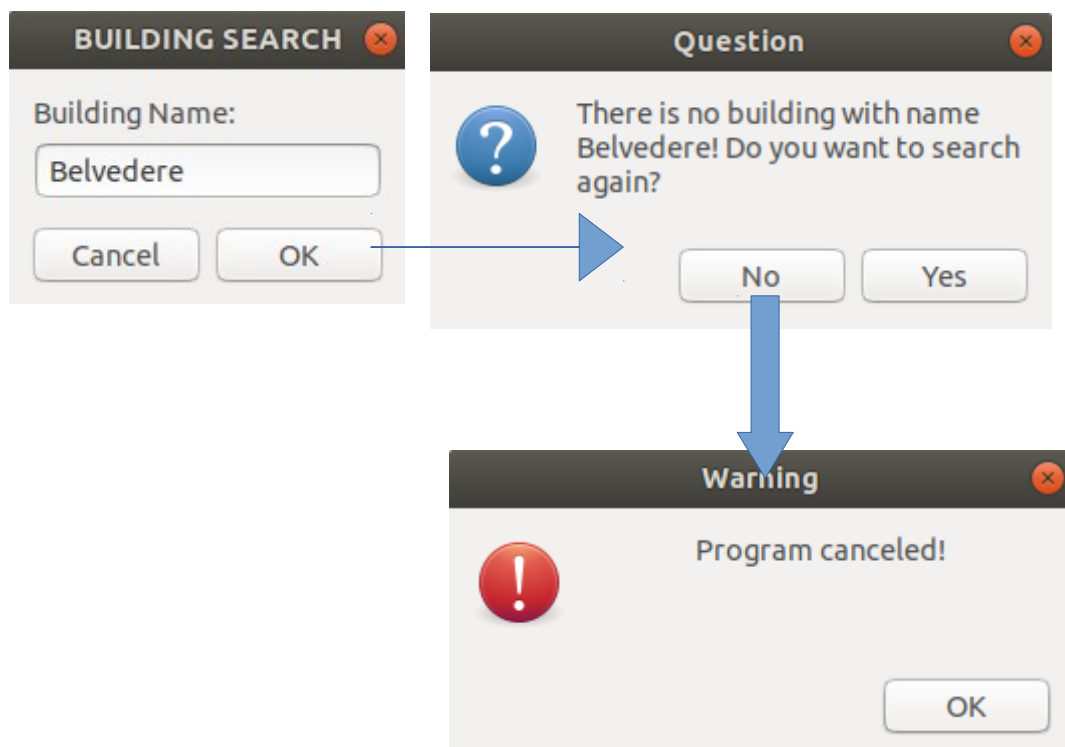 BUILDING SEARCH
Building Name:
Belvedere
Cancel
OK
Question
There is no building with name
Belvedere! Do you want to search
again?
No
Yes
Warning
Program canceled!
OK